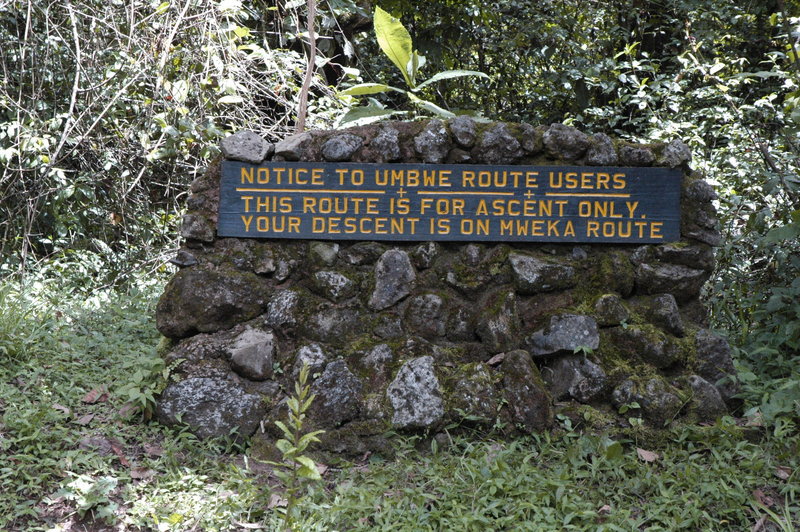 NOTICE TO UMBWE ROUTE USERS
THIS ROUTE IS FOR ASCENT ONLY.
YOUR DESCENT IS ON MWEKA ROUTE